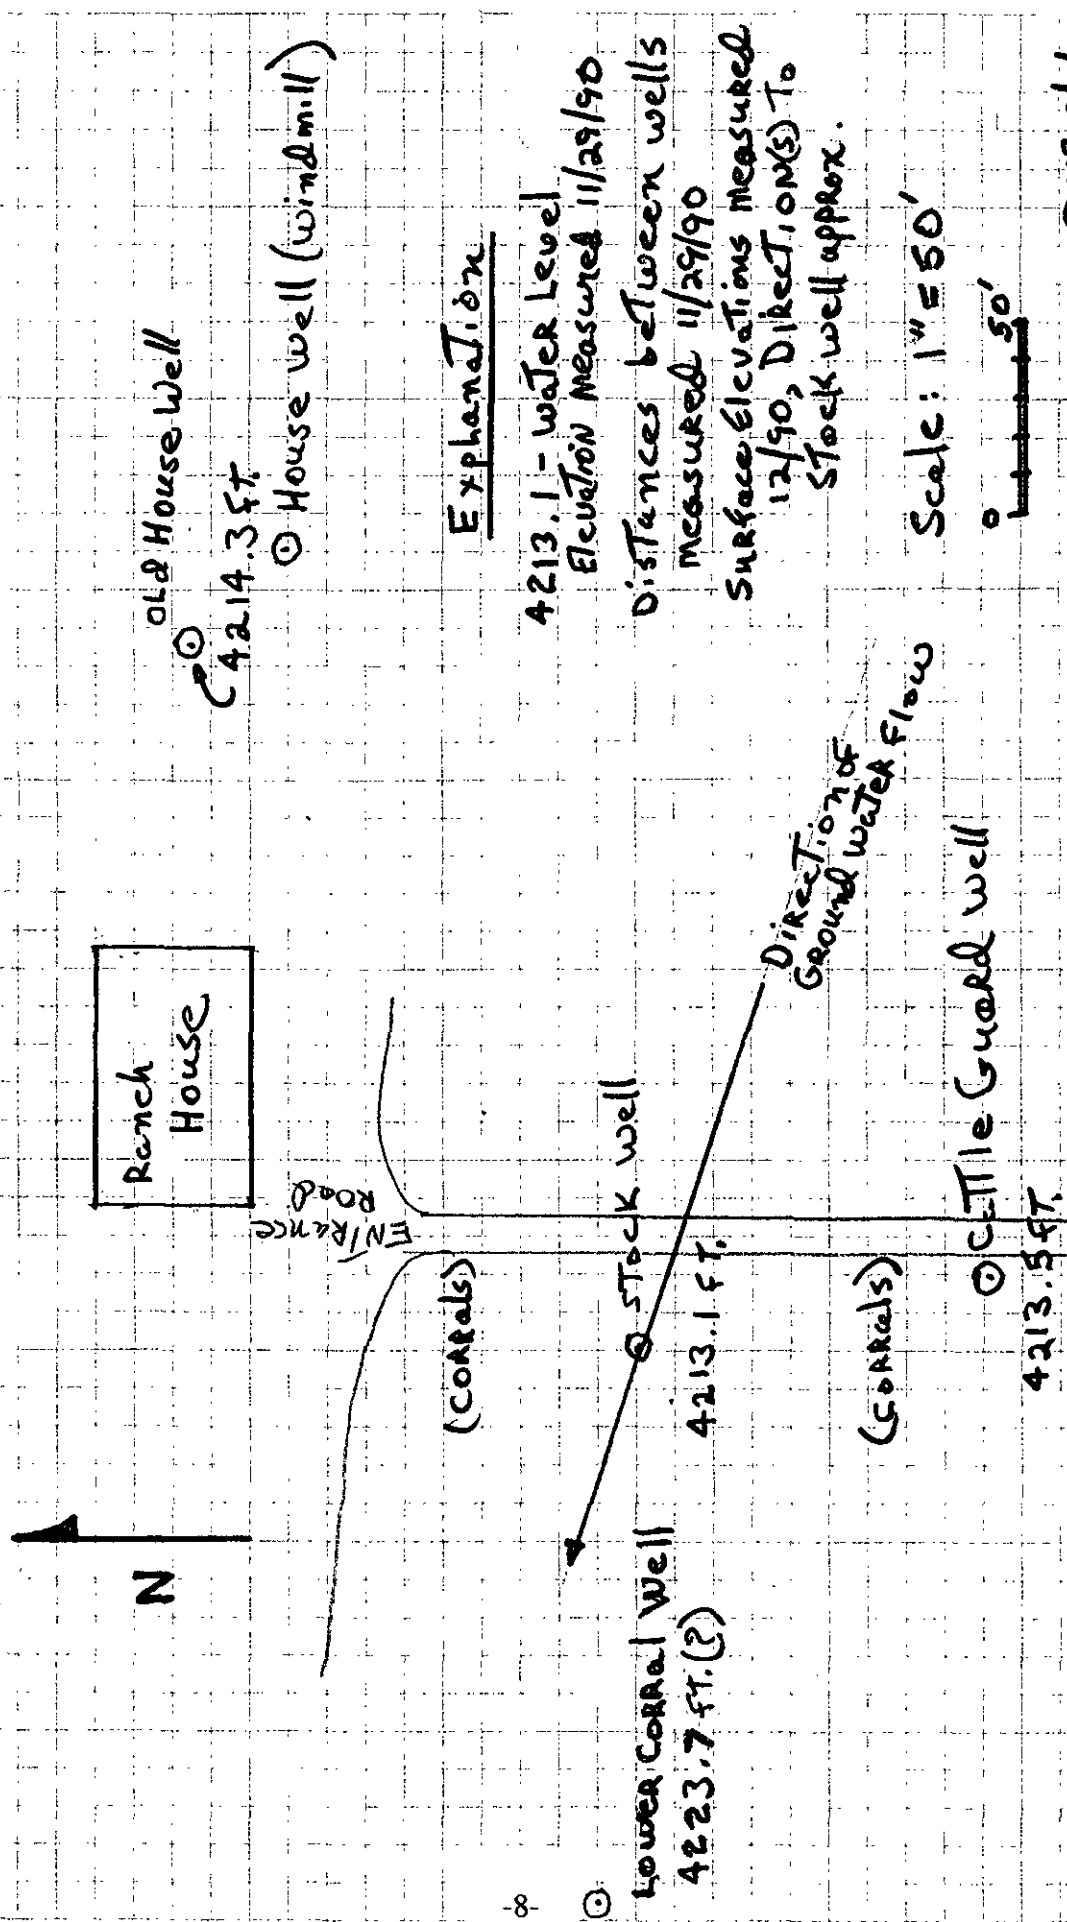 N
Ranch
House
OLd House Well
4214.3 FT.
House well (windmill)
ENTRance
ROad
(CORRals)
Explanation
4213.1 - WaTeR Level
ElevaTioN Measured 11/29/90
DisTances beTween wells
measured 11/29/90
SuRFace ElevaTions Measured
12/90, DiRecTioN(s) To
STock well appRox.
Scale: 1" = 50'
0 50'
STock well
4213.1 FT.
DiRecTion oF
GRound waTeR Flow
LoweR CoRRal Well
4223.7 FT.(?)
(CoRRals)
CaTTle GuaRd well
4213.5 FT.
-8-